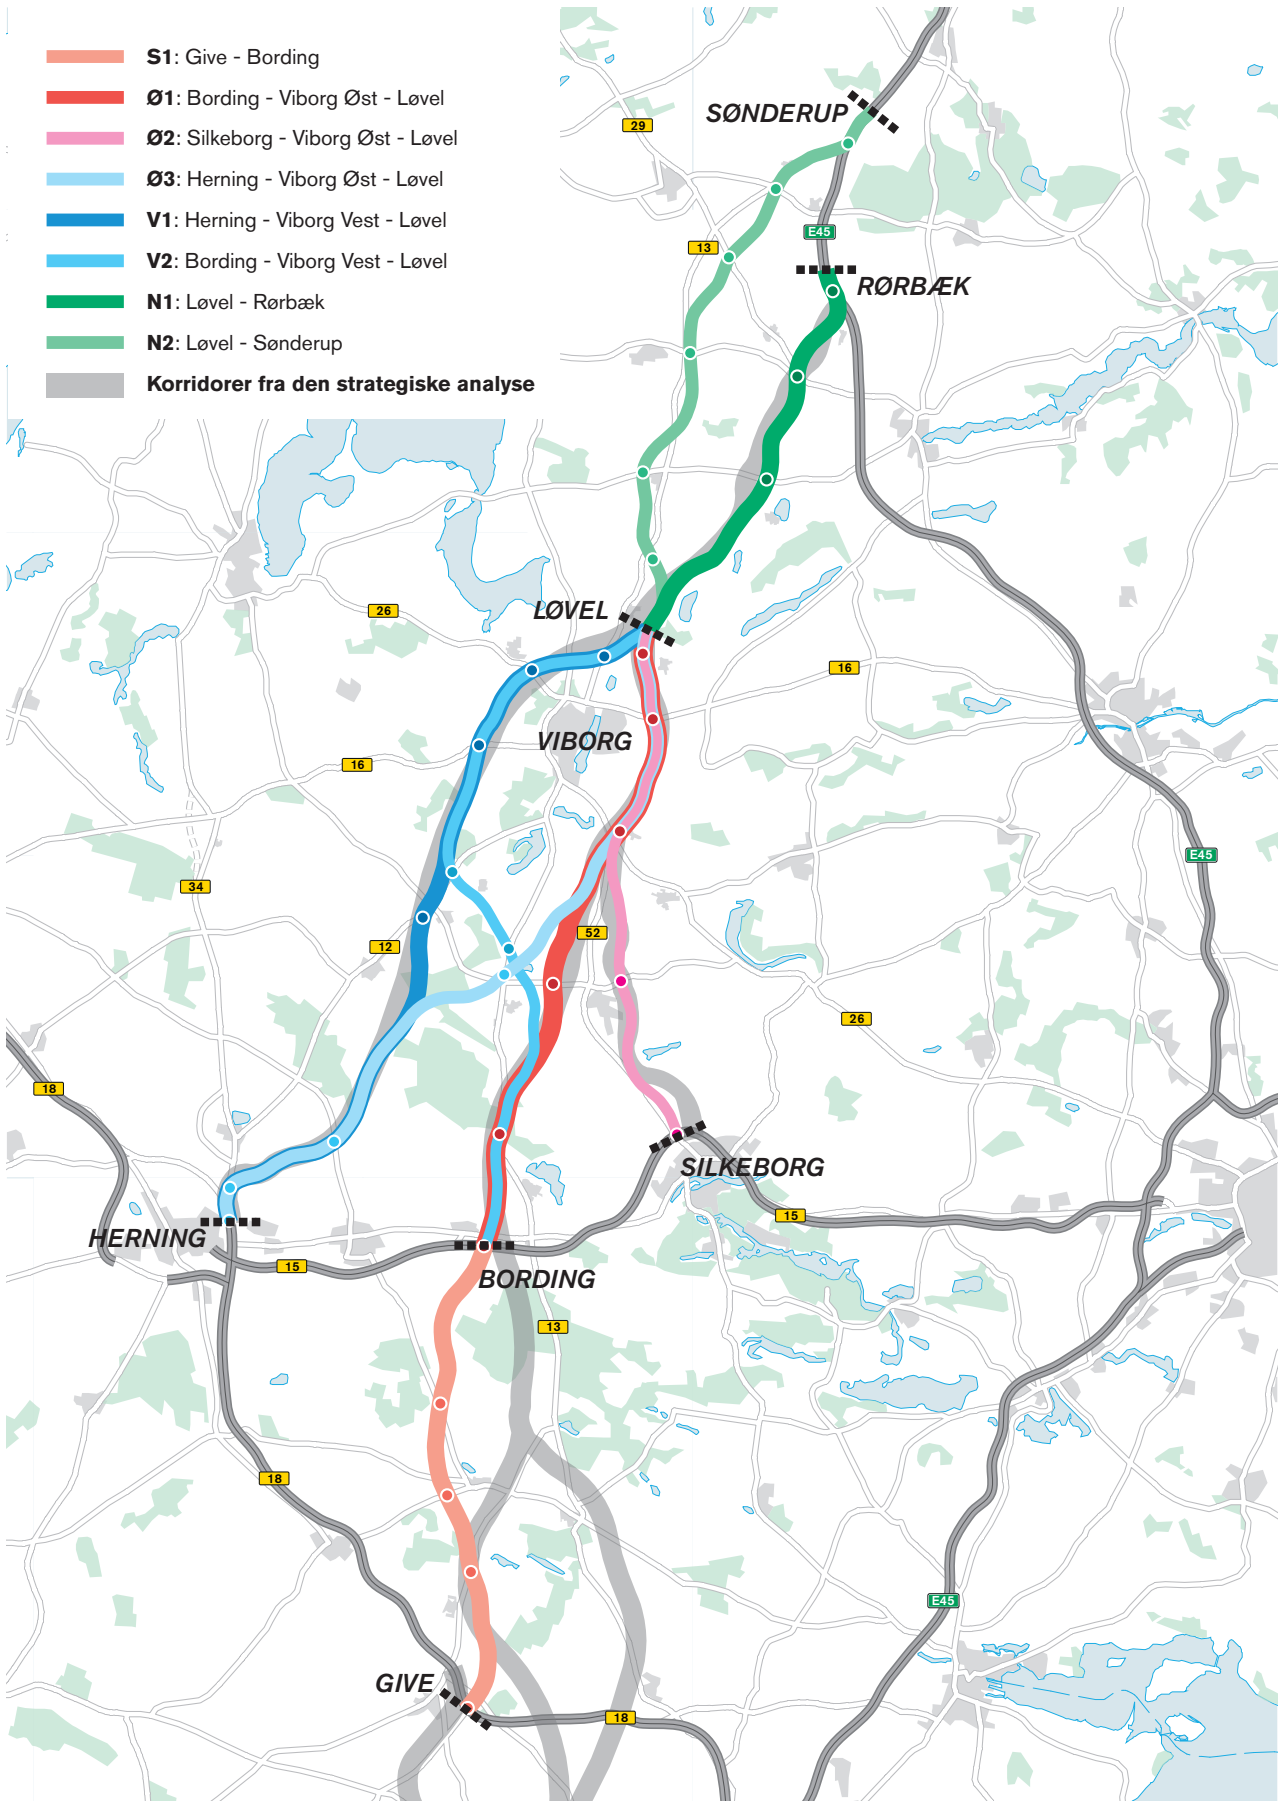 S1: Give - Bording
Ø1: Bording - Viborg Øst - Løvel
Ø2: Silkeborg - Viborg Øst - Løvel
Ø3: Herning - Viborg Øst - Løvel
V1: Herning - Viborg Vest - Løvel
V2: Bording - Viborg Vest - Løvel
N1: Løvel - Rørbæk
N2: Løvel - Sønderup
Korridorer fra den strategiske analyse
SØNDERUP
29
E45
13
RØRBÆK
LØVEL
26
16
VIBORG
16
E45
34
52
12
26
18
SILKEBORG
15
HERNING
15
BORDING
13
18
E45
GIVE
18